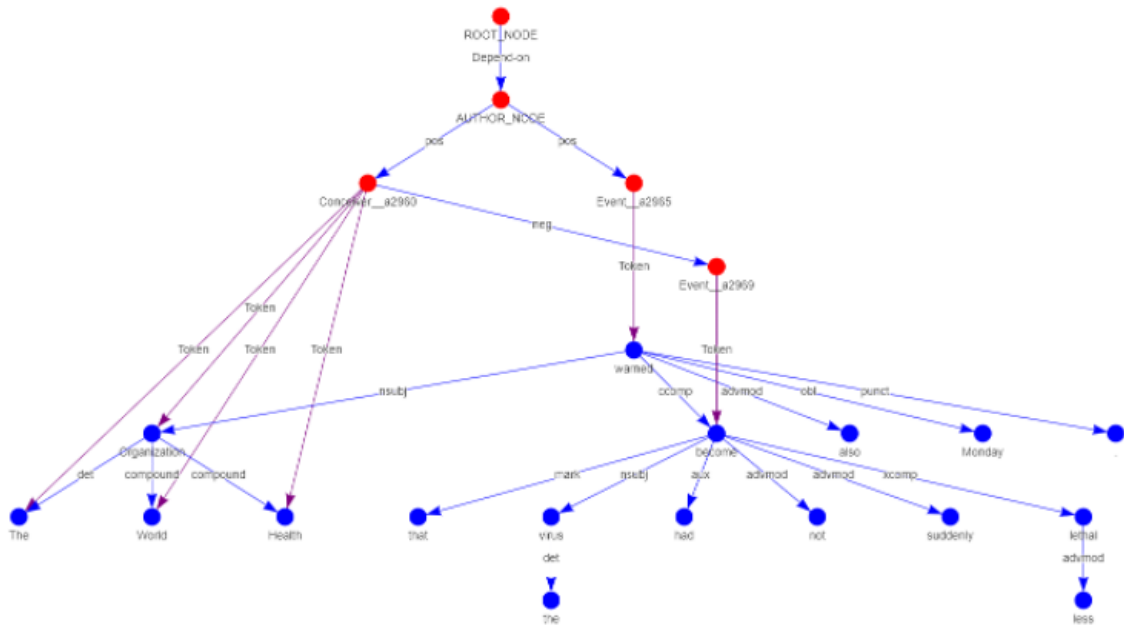 ROOT_NODE
Depend-on
AUTHOR_NODE
pos pos
Conceiver__a2960 Event__a2965
neg
Token Event__a2969
Token
Token Token Token Token
warned
nsubj ccomp advmod obl punct
Organization become also Monday .
det compound compound mark nsubj aux advmod advmod xcomp
The World Health that virus had not suddenly lethal
det advmod
the less